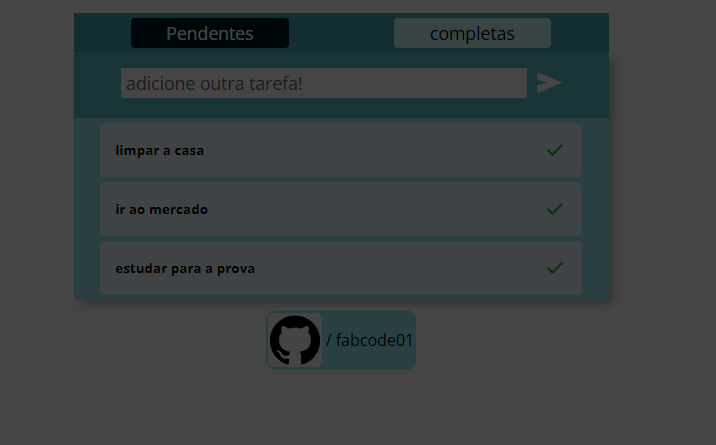 Pendentes
completas
adicione outra tarefa!
limpar a casa
ir ao mercado
estudar para a prova
/ fabcode01